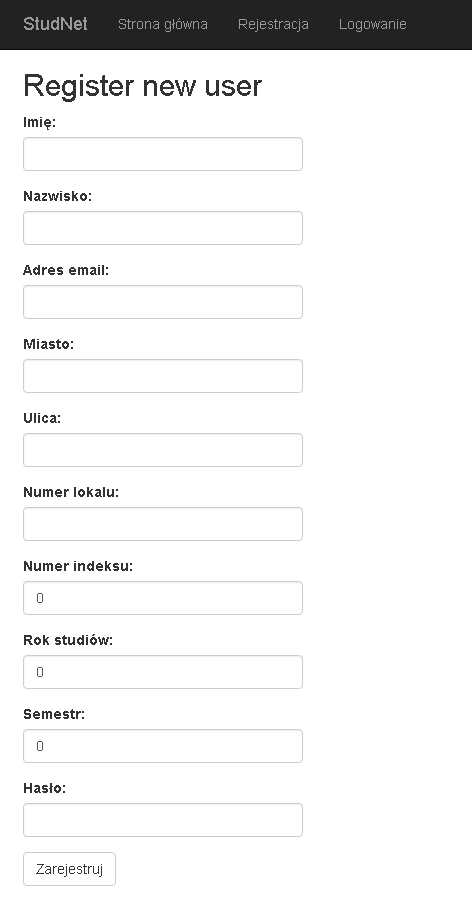 StudNet Strona główna Rejestracja Logowanie
Register new user
Imię:
Nazwisko:
Adres email:
Miasto:
Ulica:
Numer lokalu:
Numer indeksu:
0
Rok studiów:
0
Semestr:
0
Hasło:
Zarejestruj